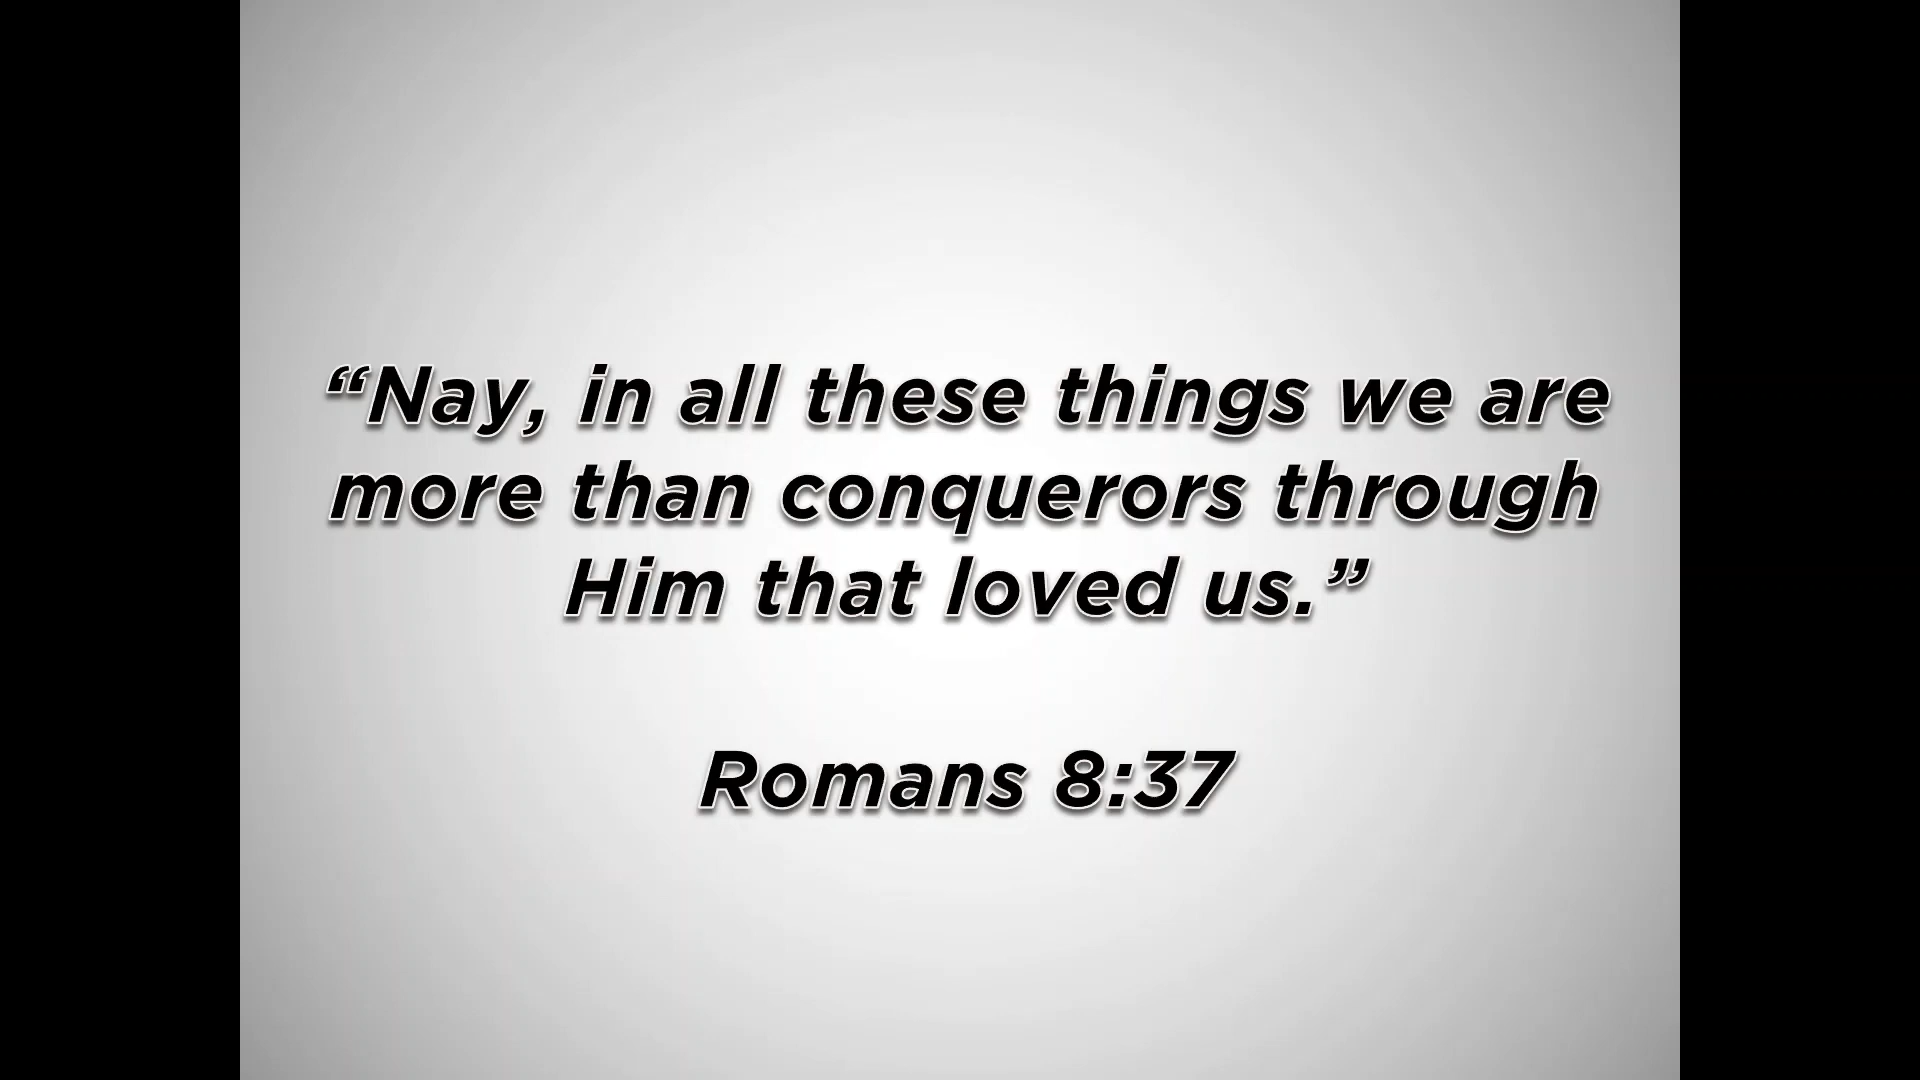 “Nay, in all these things we are
more than conquerors through
Him that loved us.”
Romans 8:37